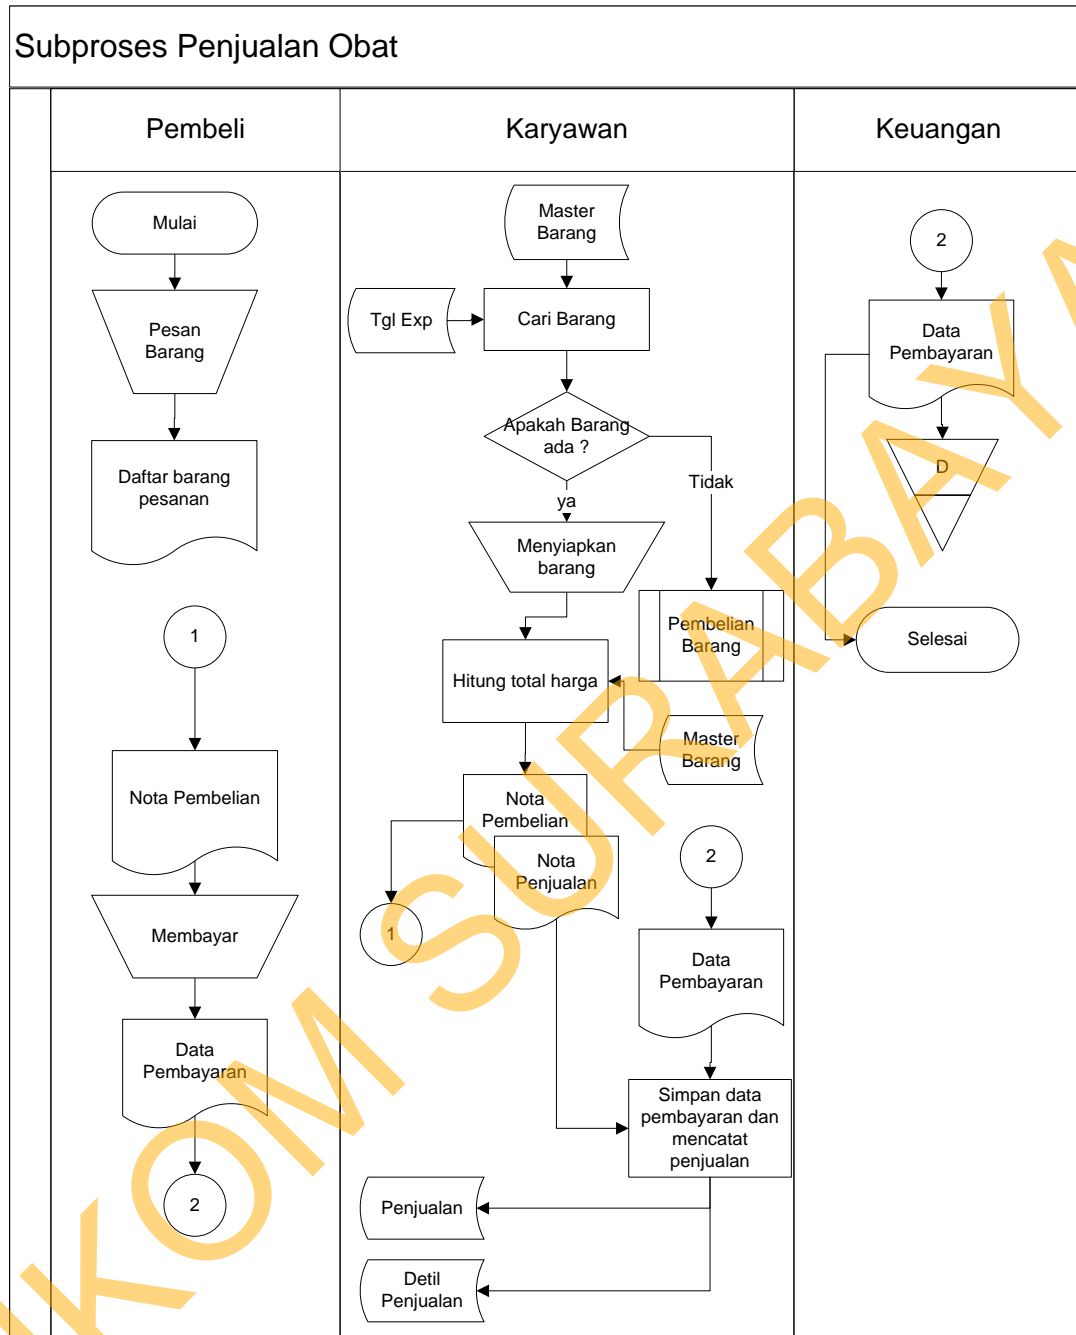 Subproses Penjualan Obat
Pembeli
Karyawan
Keuangan
Mulai
Pesan
Barang
Daftar barang
pesanan
1
Nota Pembelian
Membayar
Data
Pembayaran
2
Master
Barang
Tgl Exp
Cari Barang
Apakah Barang
ada ?
ya
Tidak
Menyiapkan
barang
Pembelian
Barang
Hitung total harga
Master
Barang
Nota
Pembelian
Nota
Penjualan
1
2
Data
Pembayaran
Simpan data
pembayaran dan
mencatat
penjualan
Penjualan
Detil
Penjualan
2
Data
Pembayaran
D
Selesai
IKOM SURABAYA